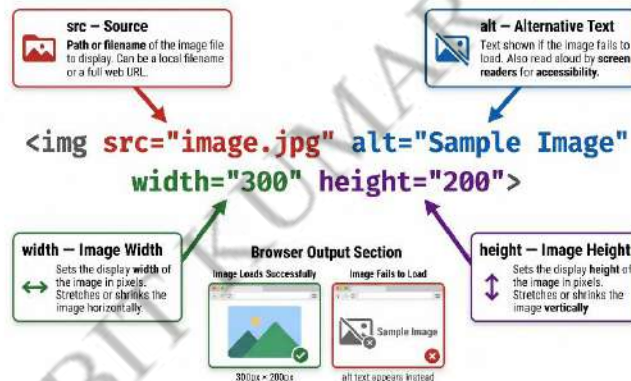 src — Source
Path or filename of the image file
to display. Can be a local filename
or a full web URL.
alt — Alternative Text
Text shown if the image fails to
load. Also read aloud by screen
readers for accessibility.
<img src="image.jpg" alt="Sample Image"
width="300" height="200">
width — Image Width
Sets the display width of
the image in pixels.
Stretches or shrinks the
image horizontally.
Browser Output Section
Image Loads Successfully
300px × 200px
Image Fails to Load
Sample Image
alt text appears instead
height — Image Height
Sets the display height of
the image in pixels.
Stretches or shrinks the
image vertically
BIT KUMAR